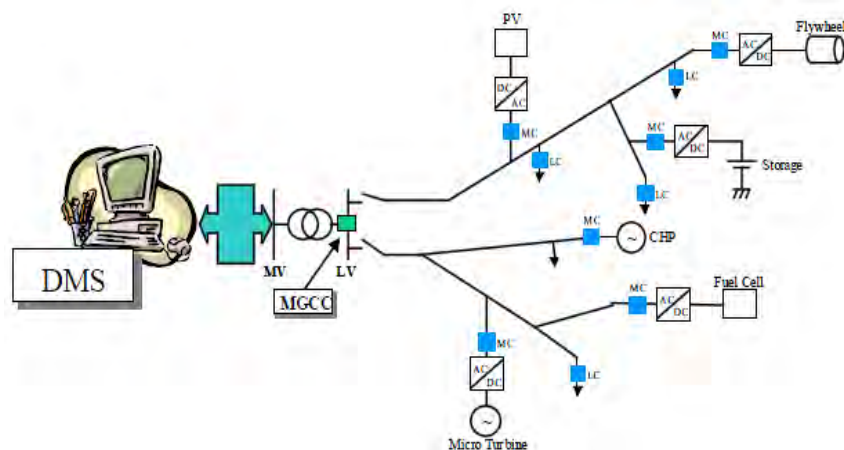 PV
Flywheel
MC
AC
DC
LC
DC
AC
MC
LC
MC
AC
DC
Storage
LC
DMS
MV
LV
MGCC
MC
~
CHP
Fuel Cell
MC
AC
DC
MC
LC
AC
DC
~
Micro Turbine